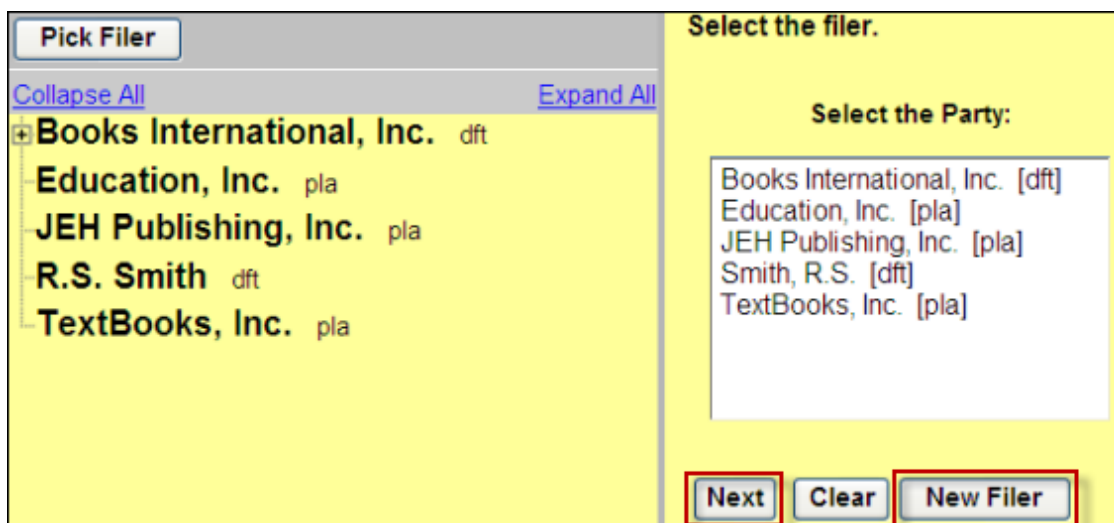 Pick Filer
Collapse All Expand All
Books International, Inc. dft
Education, Inc. pla
JEH Publishing, Inc. pla
R.S. Smith dft
TextBooks, Inc. pla
Select the filer.
Select the Party:
Books International, Inc. [dft]
Education, Inc. [pla]
JEH Publishing, Inc. [pla]
Smith, R.S. [dft]
TextBooks, Inc. [pla]
Next Clear New Filer